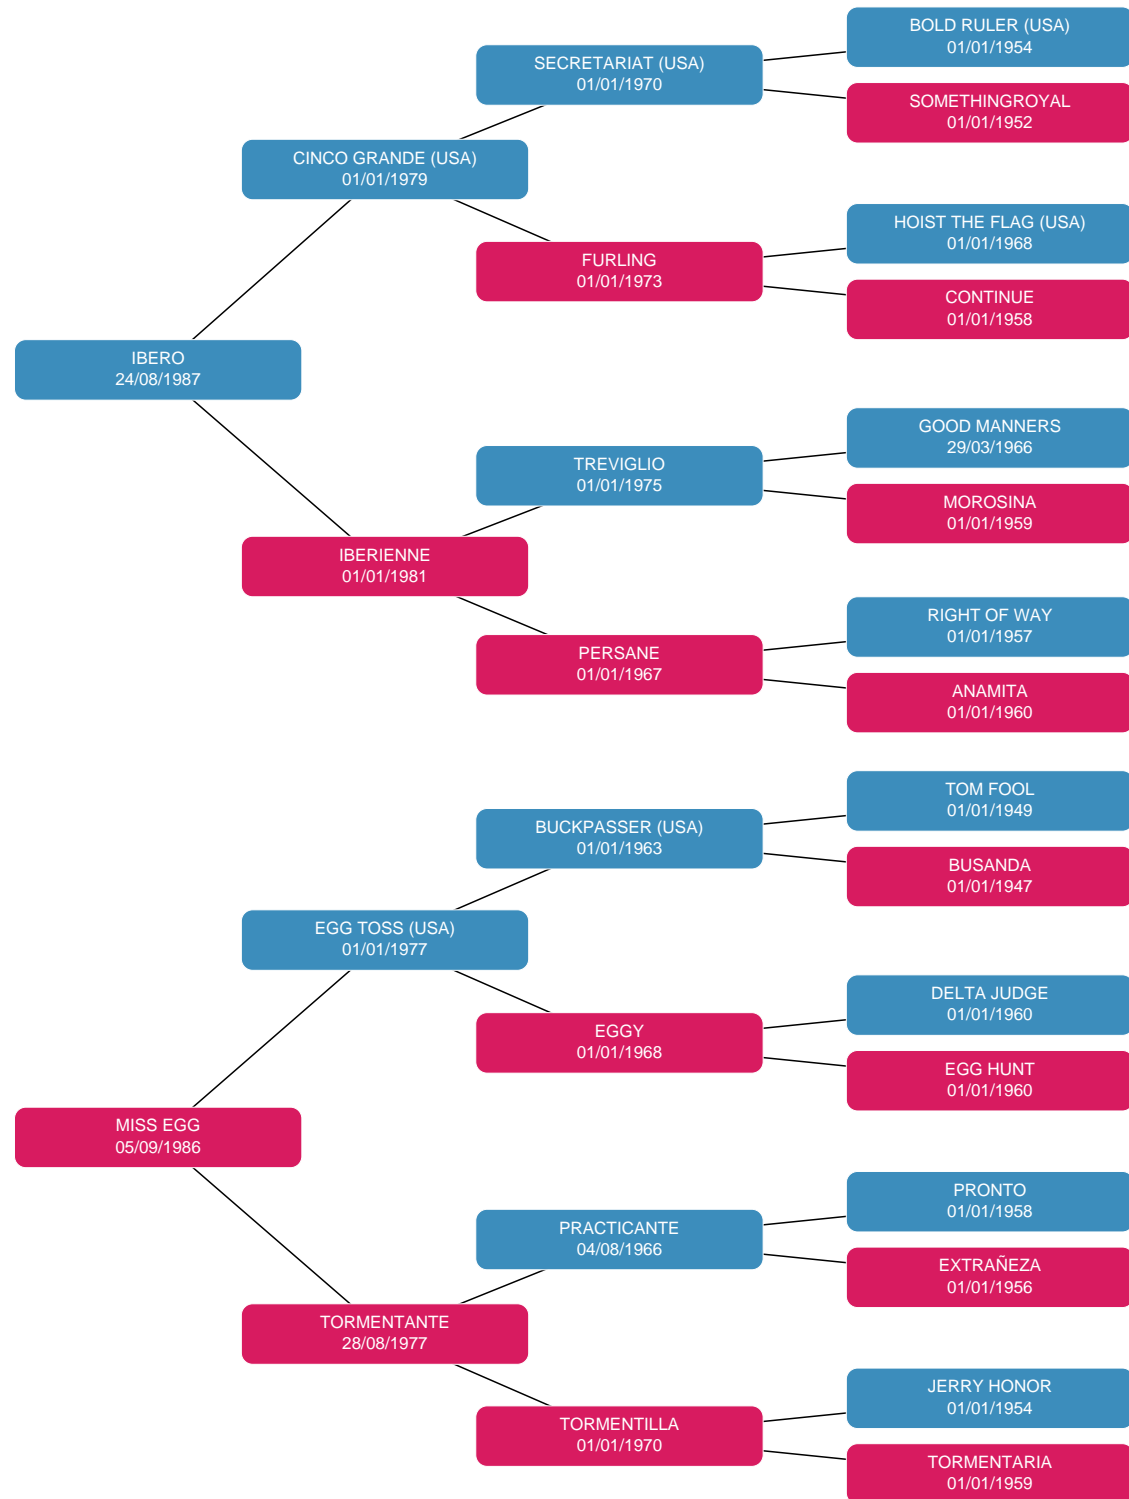 BOLD RULER (USA)
01/01/1954
SECRETARIAT (USA)
01/01/1970
SOMETHINGROYAL
01/01/1952
CINCO GRANDE (USA)
01/01/1979
HOIST THE FLAG (USA)
01/01/1968
FURLING
01/01/1973
CONTINUE
01/01/1958
IBERO
24/08/1987
GOOD MANNERS
29/03/1966
TREVIGLIO
01/01/1975
MOROSINA
01/01/1959
IBERIENNE
01/01/1981
RIGHT OF WAY
01/01/1957
PERSANE
01/01/1967
ANAMITA
01/01/1960
TOM FOOL
01/01/1949
BUCKPASSER (USA)
01/01/1963
BUSANDA
01/01/1947
EGG TOSS (USA)
01/01/1977
DELTA JUDGE
01/01/1960
EGGY
01/01/1968
EGG HUNT
01/01/1960
MISS EGG
05/09/1986
PRONTO
01/01/1958
PRACTICANTE
04/08/1966
EXTRAÑEZA
01/01/1956
TORMENTANTE
28/08/1977
JERRY HONOR
01/01/1954
TORMENTILLA
01/01/1970
TORMENTARIA
01/01/1959